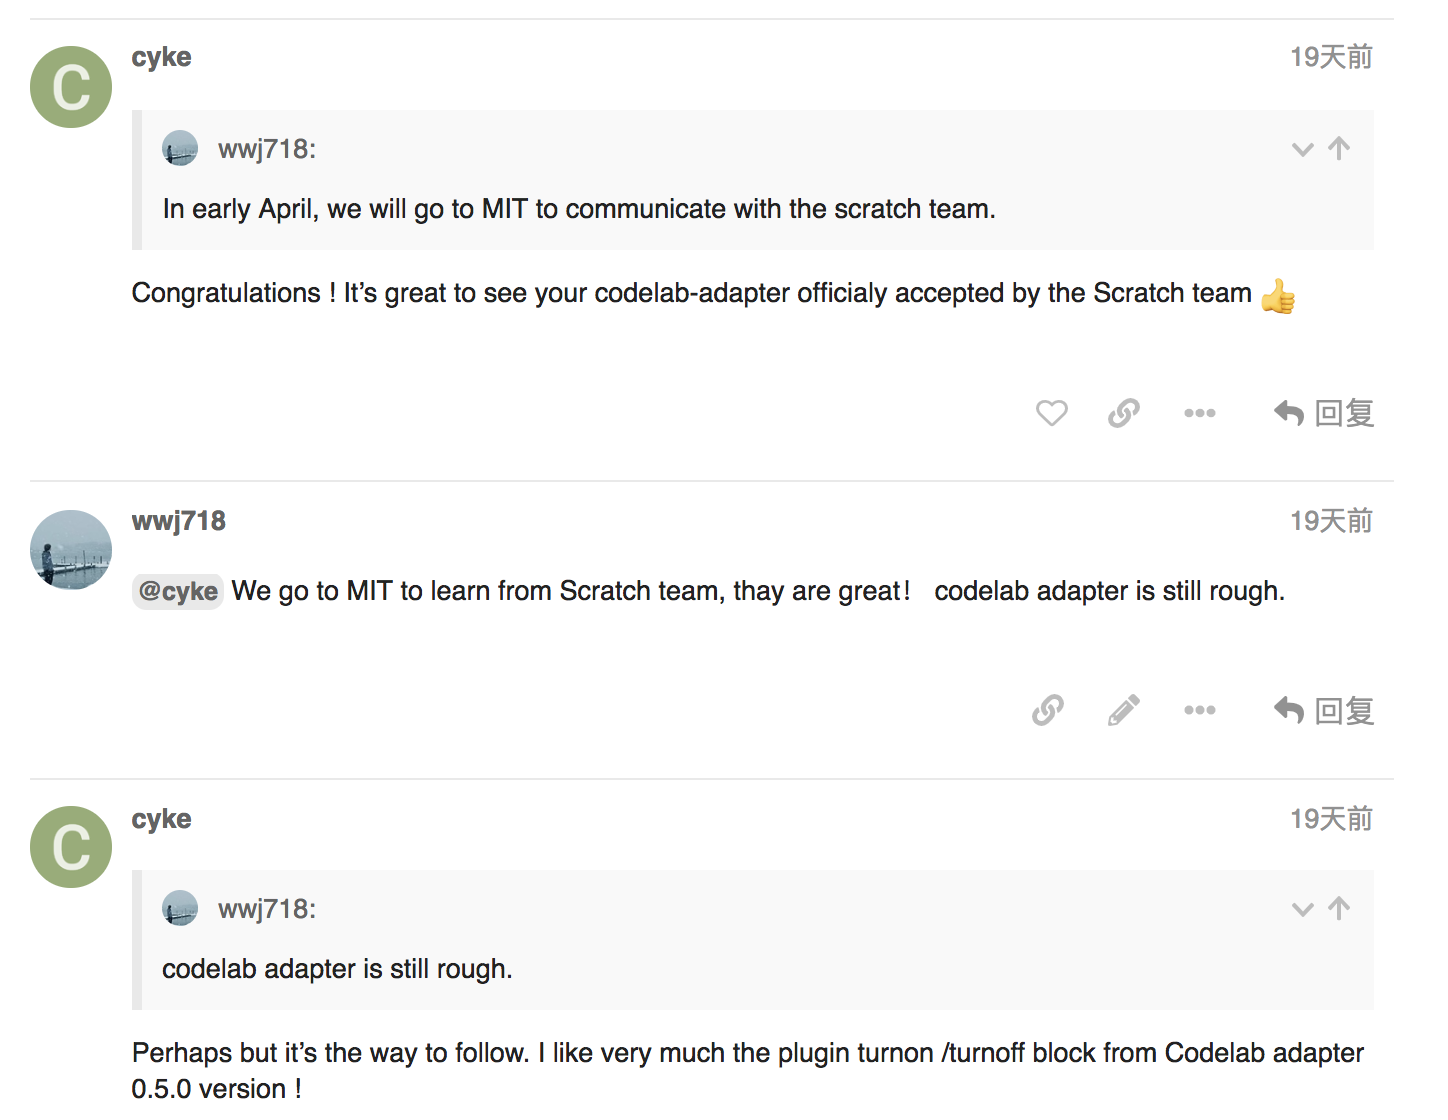 C
cyke
19天前
wwj718:
In early April, we will go to MIT to communicate with the scratch team.
Congratulations ! It’s great to see your codelab-adapter officialy accepted by the Scratch team 👍
回复
wwj718
19天前
@cyke We go to MIT to learn from Scratch team, thay are great！ codelab adapter is still rough.
回复
C
cyke
19天前
wwj718:
codelab adapter is still rough.
Perhaps but it’s the way to follow. I like very much the plugin turnon /turnoff block from Codelab adapter
0.5.0 version !